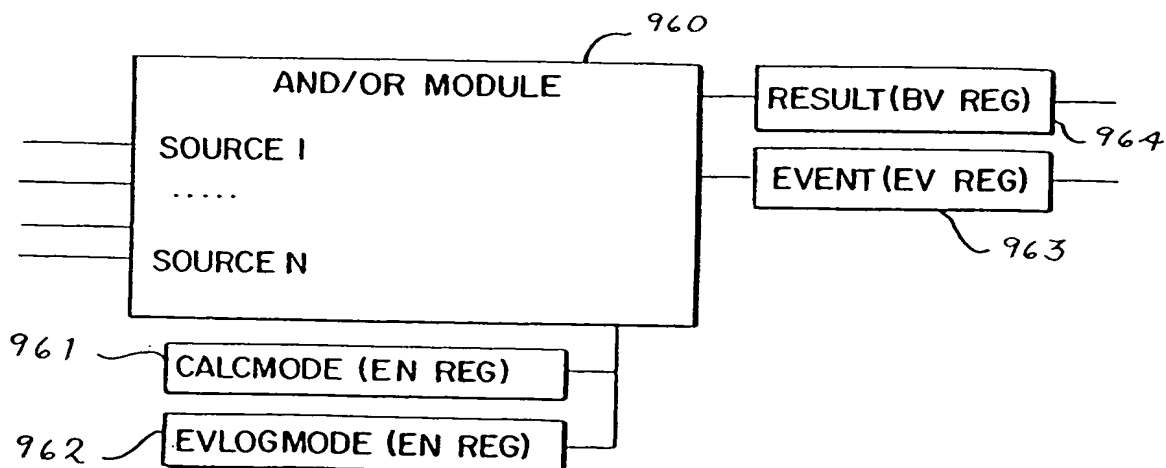 960
AND/OR MODULE
RESULT(BV REG)
964
SOURCE 1
.....
EVENT(EV REG)
963
SOURCE N
961
CALCMODE (EN REG)
962
EVLOGMODE (EN REG)